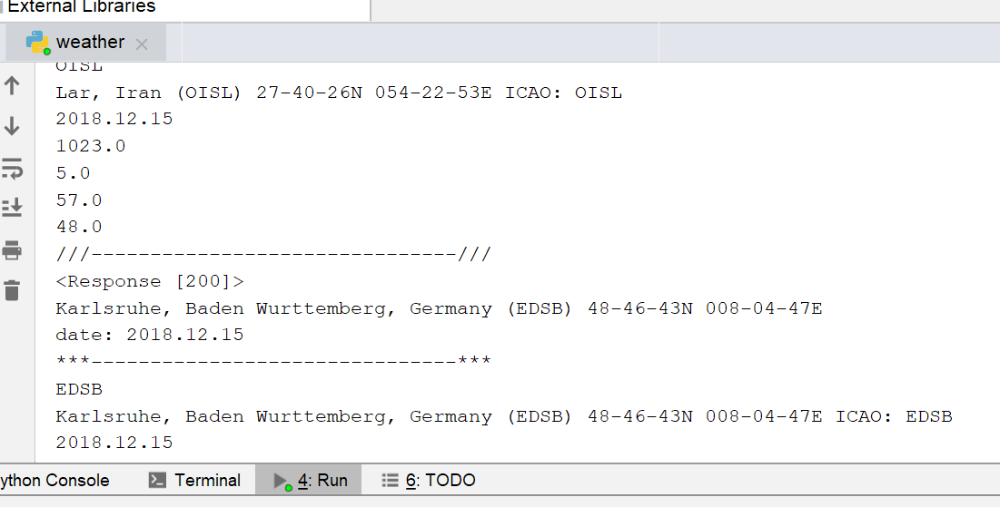 External Libraries
weather
OISL
Lar, Iran (OISL) 27-40-26N 054-22-53E ICAO: OISL
2018.12.15
1023.0
5.0
57.0
48.0
///-------------------------------///
<Response [200]>
Karlsruhe, Baden Wurttemberg, Germany (EDSB) 48-46-43N 008-04-47E
date: 2018.12.15
***-------------------------------***
EDSB
Karlsruhe, Baden Wurttemberg, Germany (EDSB) 48-46-43N 008-04-47E ICAO: EDSB
2018.12.15
ython Console Terminal 4: Run 6: TODO